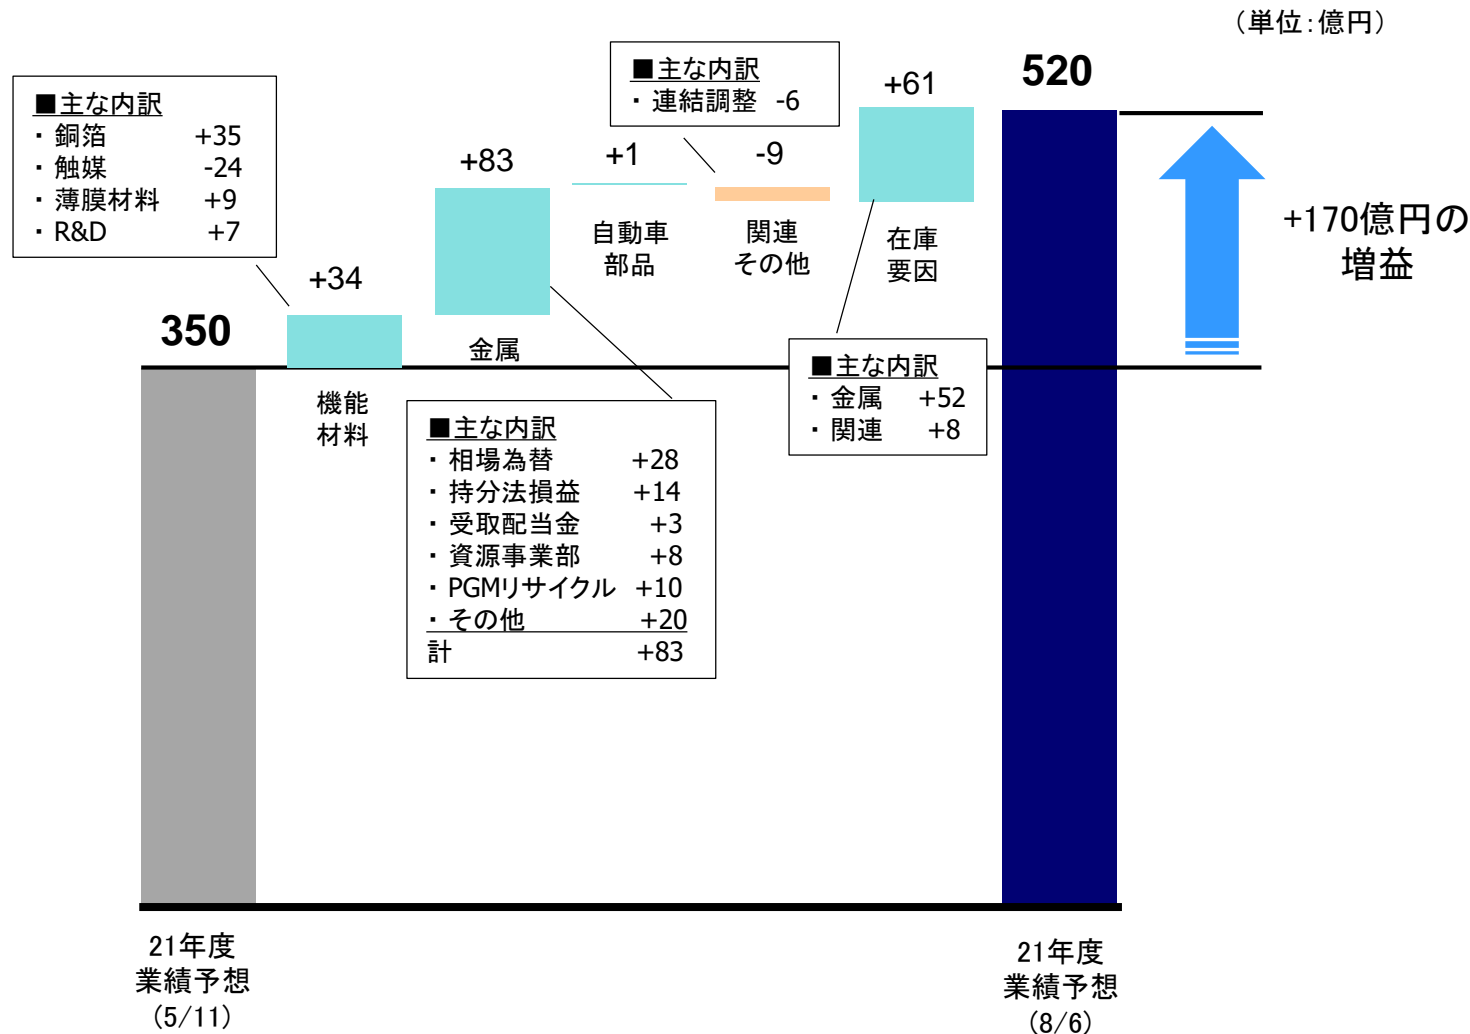 （単位：億円）
■主な内訳
・ 銅箔 +35
・ 触媒 -24
・ 薄膜材料 +9
・ R&D +7
■主な内訳
・ 連結調整 -6
+61
520
+83
+1
-9
自動車
部品
関連
その他
在庫
要因
+170億円の
増益
+34
350
金属
機能
材料
■主な内訳
・ 金属 +52
・ 関連 +8
■主な内訳
・ 相場為替 +28
・ 持分法損益 +14
・ 受取配当金 +3
・ 資源事業部 +8
・ PGMリサイクル +10
・ その他 +20
計 +83
21年度
業績予想
(5/11)
21年度
業績予想
(8/6)